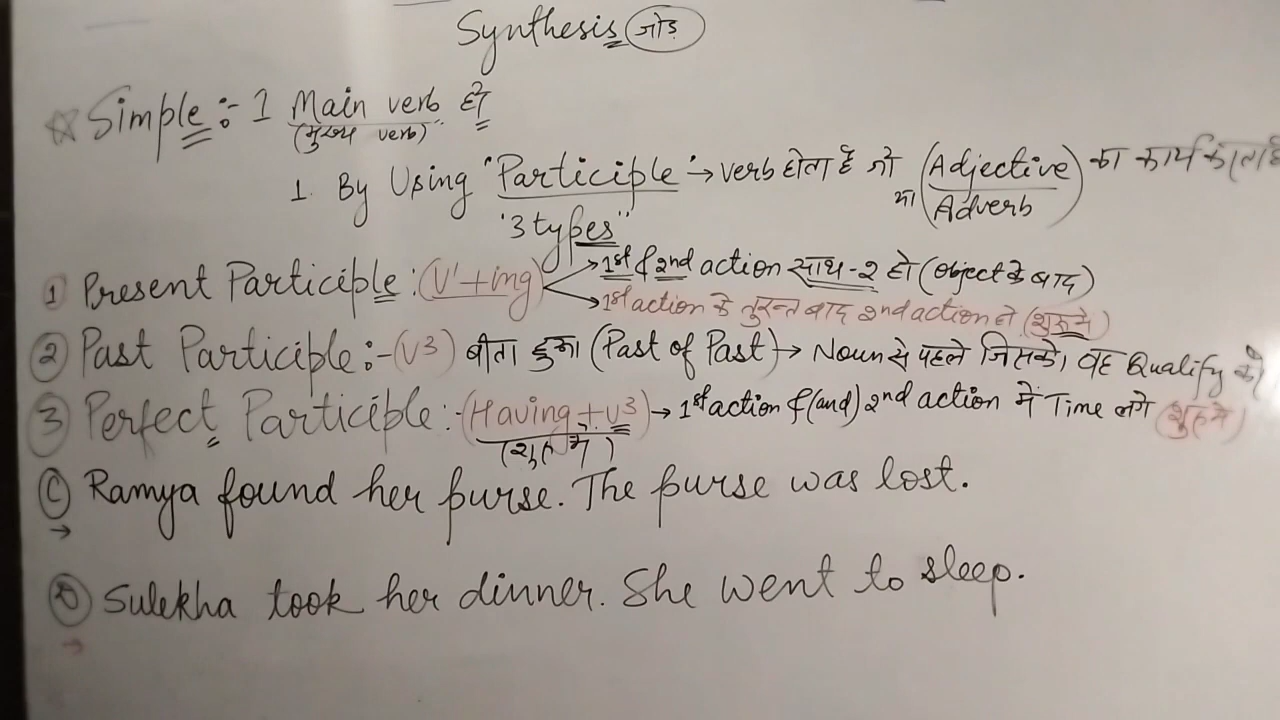 Synthesis (जोड़)
☆ Simple :- 1 Main verb हो
(मुख्य verb)
1. By Using "Participle" → verb होता है जो (Adjective या Adverb) का कार्य करता है
"3 types"
① Present Participle : (V¹+ing) → 1st & 2nd action साथ-२ हो (object के बाद)
→ 1st action के तुरन्त बाद 2nd action हो (शुरू में)
② Past Participle :- (V³) बीता हुआ (Past of Past) → Noun से पहले जिसको वह Qualify करे
③ Perfect Participle :- (Having + V³) → 1st action & (and) 2nd action में Time लगे (शुरू में)
(शुरू में)
Ⓒ Ramya found her purse. The purse was lost.
→
Ⓓ Sulekha took her dinner. She went to sleep.
→